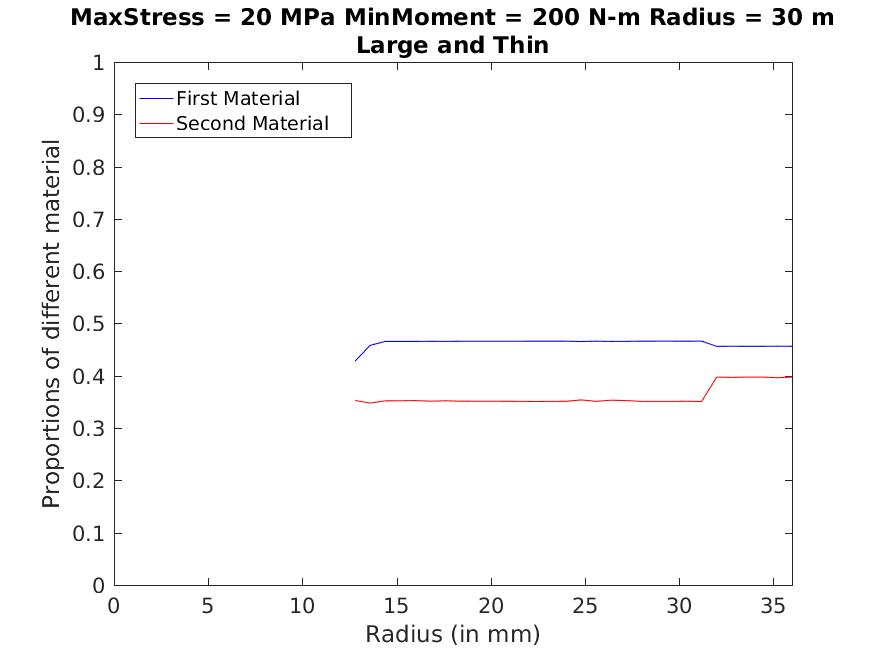 MaxStress = 20 MPa MinMoment = 200 N-m Radius = 30 m
Large and Thin
1
0.9
0.8
0.7
0.6
0.5
0.4
0.3
0.2
0.1
0
Proportions of different material
First Material
Second Material
0 5 10 15 20 25 30 35
Radius (in mm)